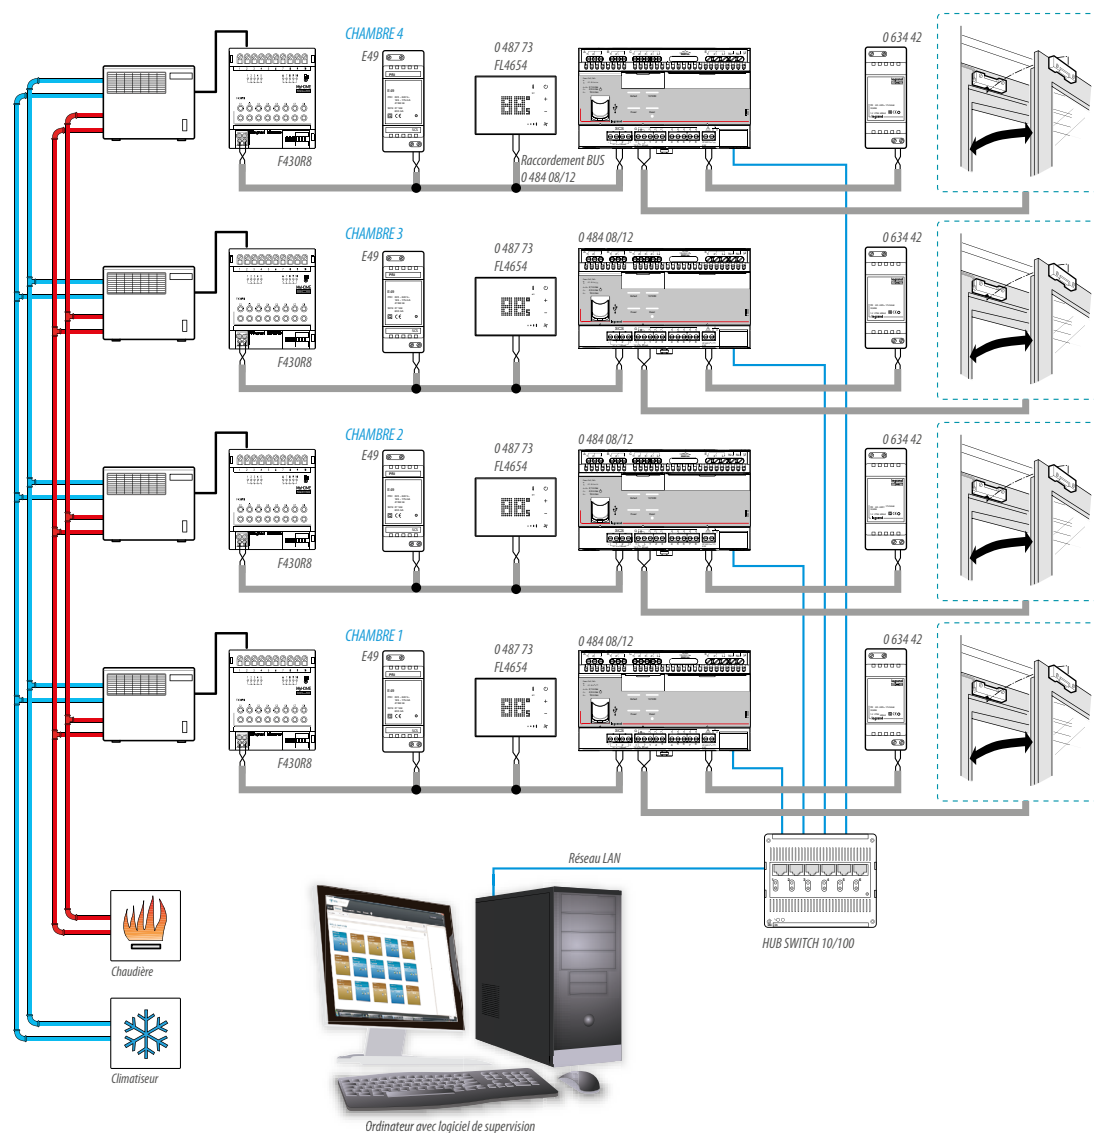 CHAMBRE 4
E49
0 487 73
FL4654
0 634 42
F430R8
Raccordement BUS
0 484 08/12
CHAMBRE 3
E49
0 487 73
FL4654
0 484 08/12
0 634 42
F430R8
CHAMBRE 2
E49
0 487 73
FL4654
0 484 08/12
0 634 42
F430R8
CHAMBRE 1
E49
0 487 73
FL4654
0 484 08/12
0 634 42
F430R8
Réseau LAN
HUB SWITCH 10/100
Chaudière
Climatiseur
Ordinateur avec logiciel de supervision